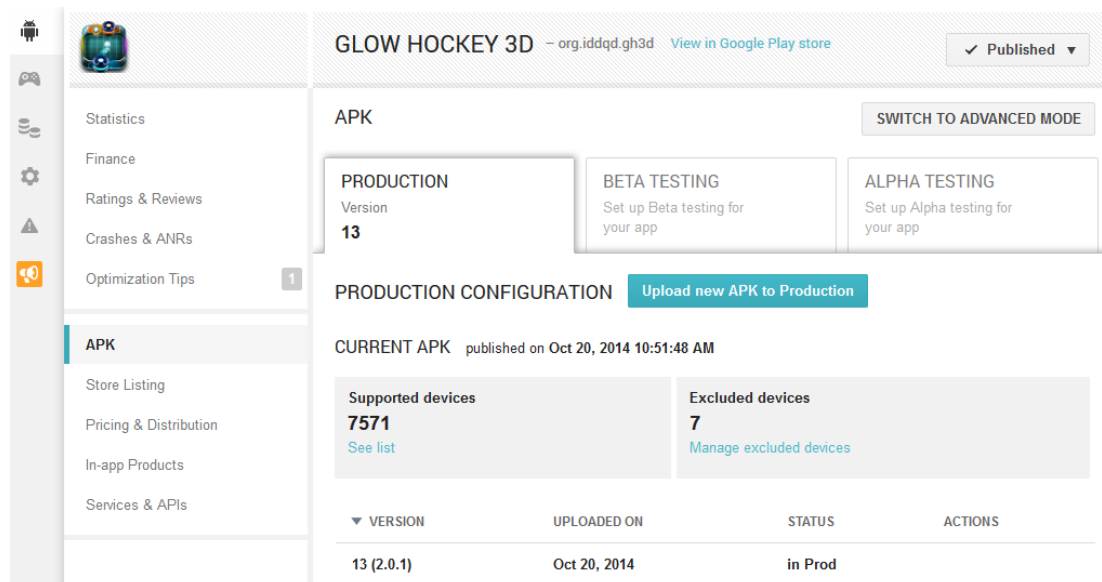 GLOW HOCKEY 3D – org.iddqd.gh3d View in Google Play store
Published
Statistics
Finance
Ratings & Reviews
Crashes & ANRs
Optimization Tips 1
APK
Store Listing
Pricing & Distribution
In-app Products
Services & APIs
APK
SWITCH TO ADVANCED MODE
PRODUCTION
Version
13
BETA TESTING
Set up Beta testing for
your app
ALPHA TESTING
Set up Alpha testing for
your app
PRODUCTION CONFIGURATION
Upload new APK to Production
CURRENT APK published on Oct 20, 2014 10:51:48 AM
Supported devices
7571
See list
Excluded devices
7
Manage excluded devices
VERSION UPLOADED ON STATUS ACTIONS
13 (2.0.1) Oct 20, 2014 in Prod